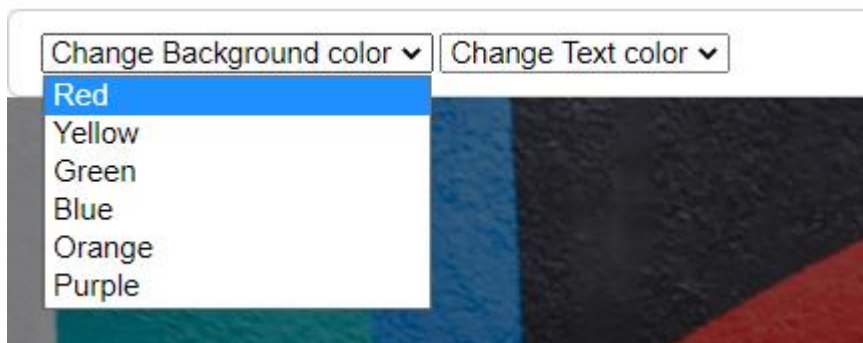 Change Background color Change Text color
Red
Yellow
Green
Blue
Orange
Purple